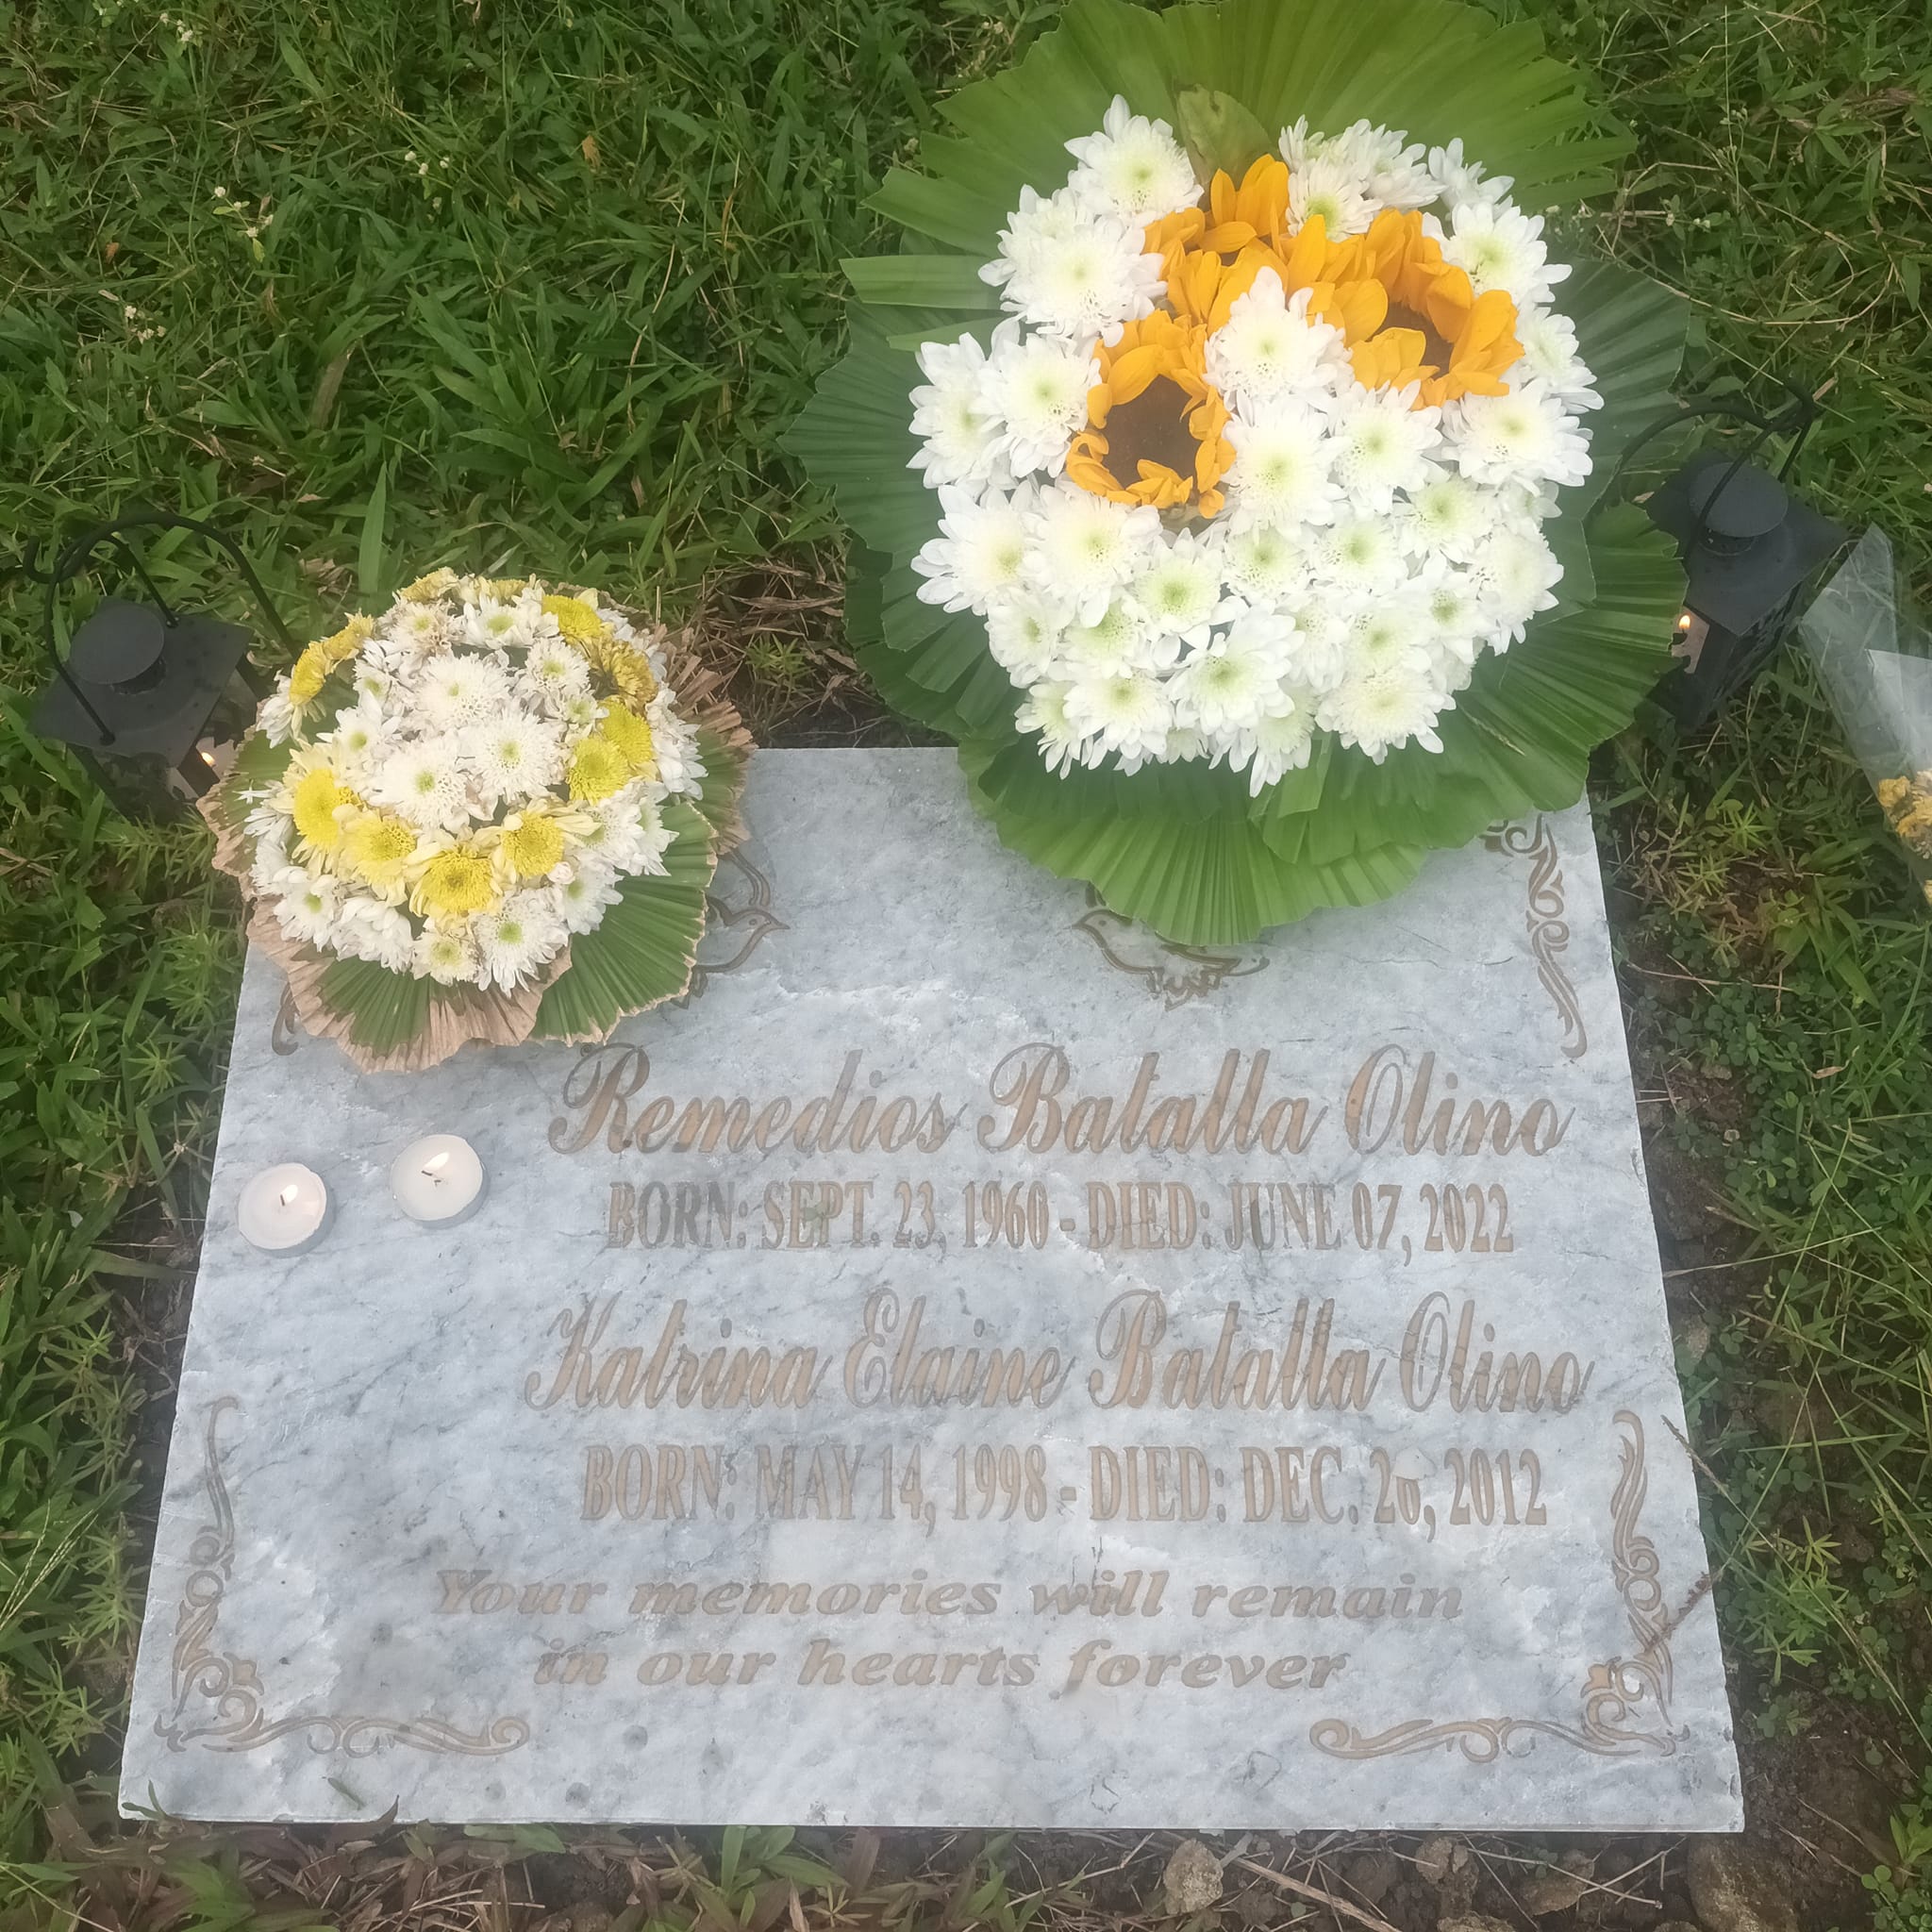 Remedios Batalla Olino
BORN: SEPT. 23, 1960 - DIED: JUNE 07, 2022
Katrina Elaine Batalla Olino
BORN: MAY 14, 1998 - DIED: DEC. 2, 2012
Your memories will remain
in our hearts forever